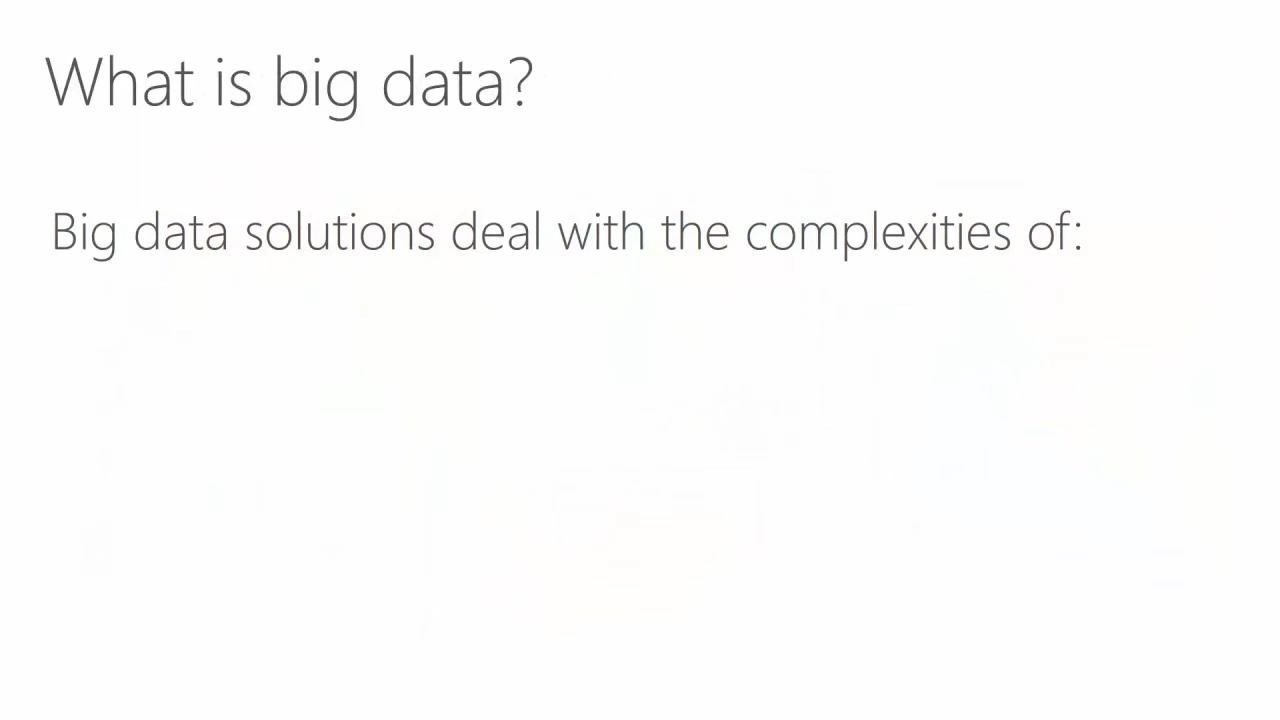 What is big data?
Big data solutions deal with the complexities of: